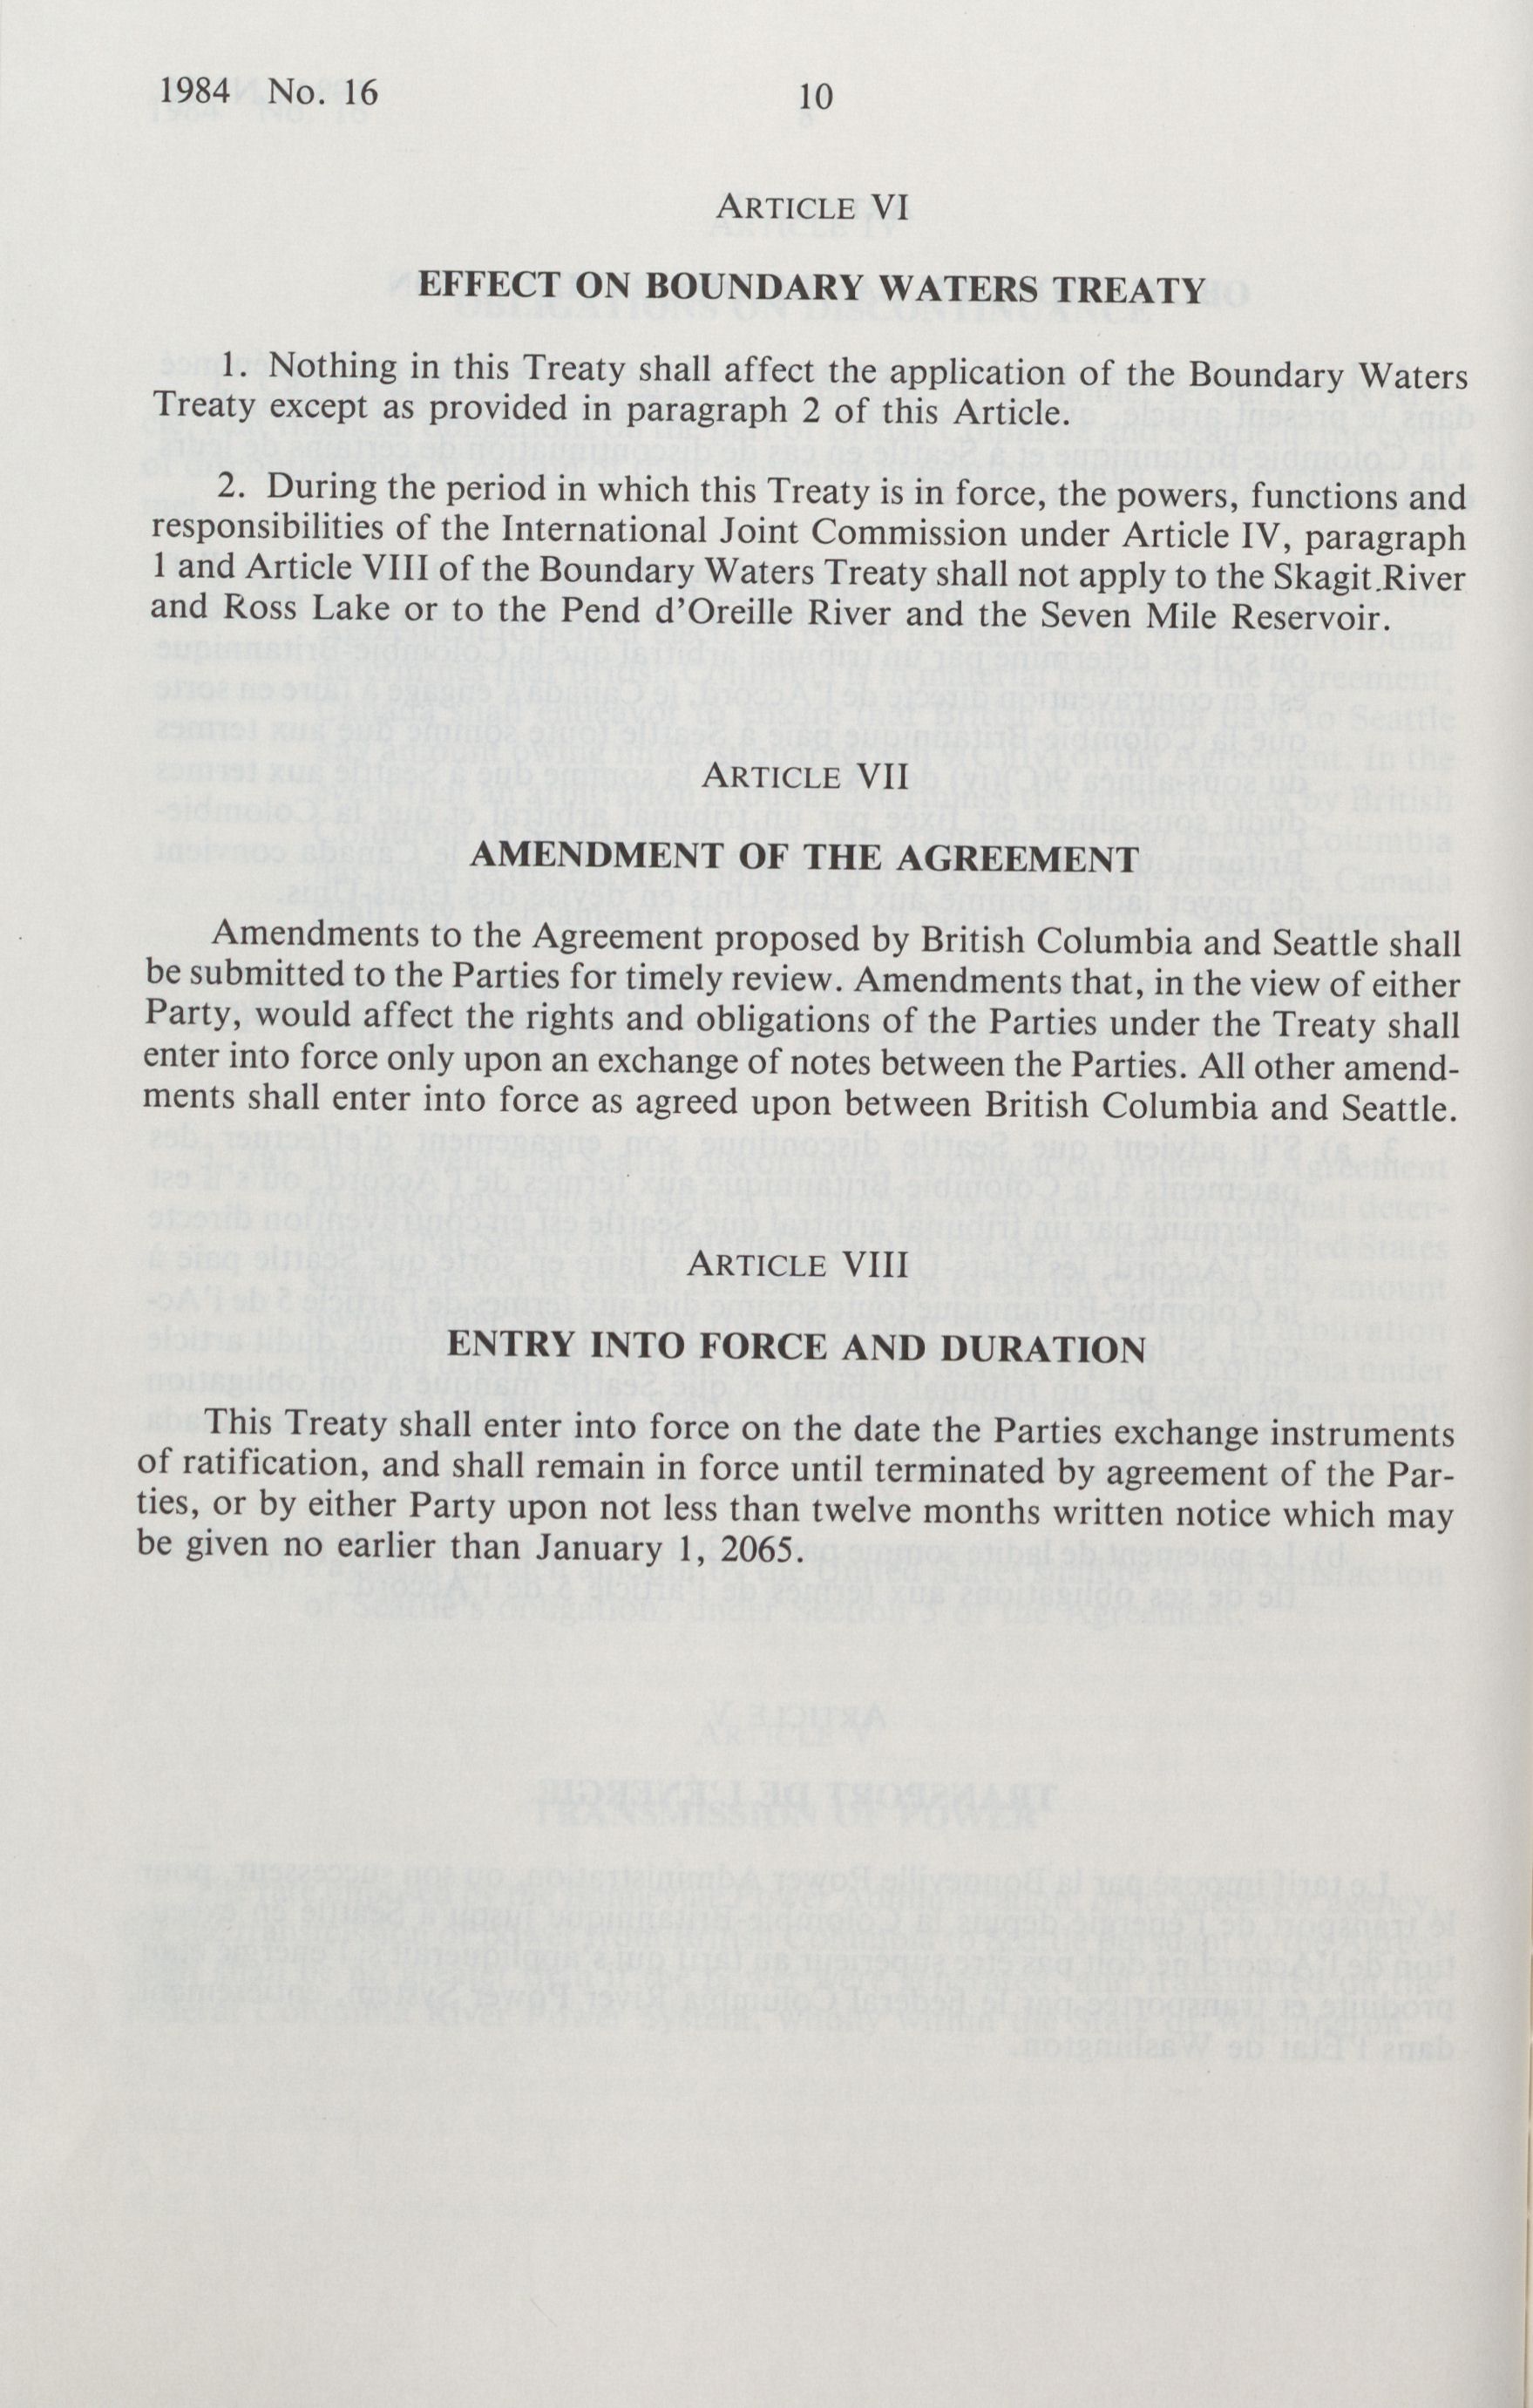 1984 No. 16
10
ARTICLE VI
EFFECT ON BOUNDARY WATERS TREATY
1. Nothing in this Treaty shall affect the application of the Boundary Waters
Treaty except as provided in paragraph 2 of this Article.
2. During the period in which this Treaty is in force, the powers, functions and
responsibilities of the International Joint Commission under Article IV, paragraph
1 and Article VIII of the Boundary Waters Treaty shall not apply to the Skagit River
and Ross Lake or to the Pend d'Oreille River and the Seven Mile Reservoir.
ARTICLE VII
AMENDMENT OF THE AGREEMENT
Amendments to the Agreement proposed by British Columbia and Seattle shall
be submitted to the Parties for timely review. Amendments that, in the view of either
Party, would affect the rights and obligations of the Parties under the Treaty shall
enter into force only upon an exchange of notes between the Parties. All other amend-
ments shall enter into force as agreed upon between British Columbia and Seattle.
ARTICLE VIII
ENTRY INTO FORCE AND DURATION
This Treaty shall enter into force on the date the Parties exchange instruments
of ratification, and shall remain in force until terminated by agreement of the Par-
ties, or by either Party upon not less than twelve months written notice which may
be given no earlier than January 1, 2065.